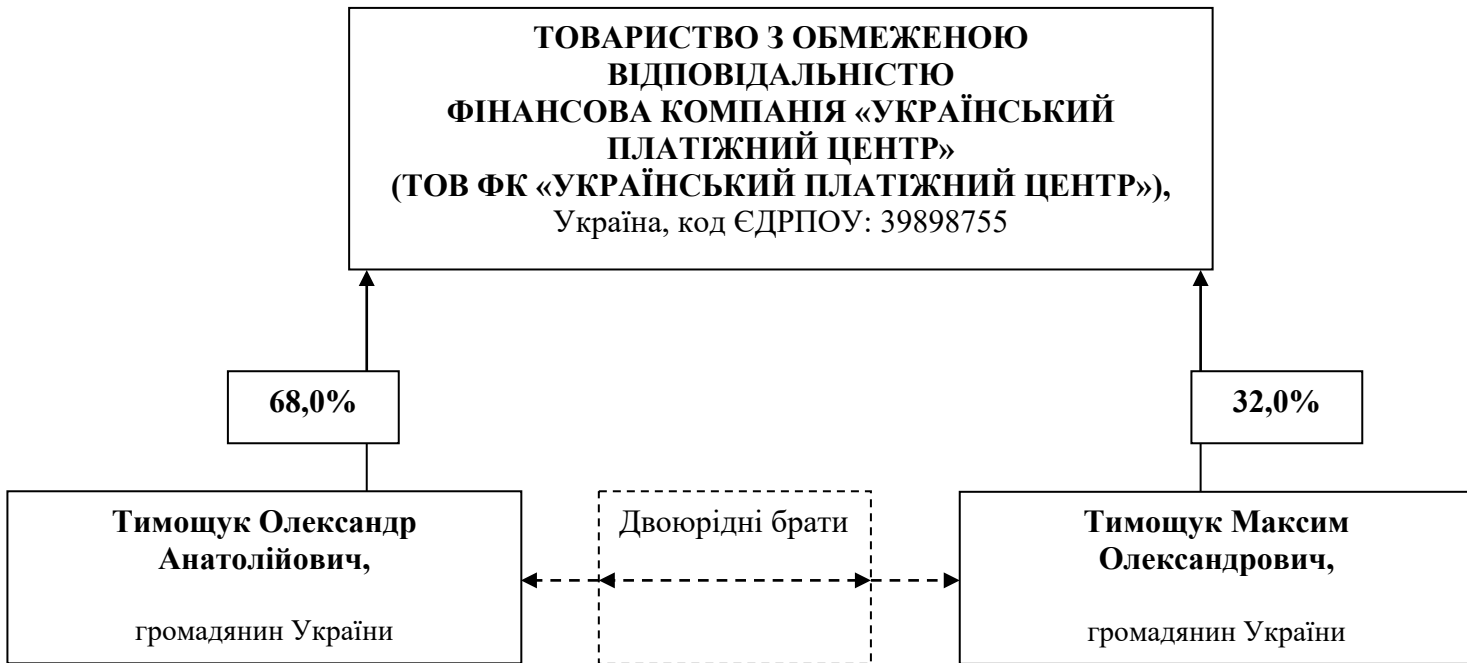 ТОВАРИСТВО З ОБМЕЖЕНОЮ
ВІДПОВІДАЛЬНІСТЮ
ФІНАНСОВА КОМПАНІЯ «УКРАЇНСЬКИЙ
ПЛАТІЖНИЙ ЦЕНТР»
(ТОВ ФК «УКРАЇНСЬКИЙ ПЛАТІЖНИЙ ЦЕНТР»),
Україна, код ЄДРПОУ: 39898755
68,0%
32,0%
Тимощук Олександр
Анатолійович,
громадянин України
Двоюрідні брати
Тимощук Максим
Олександрович,
громадянин України